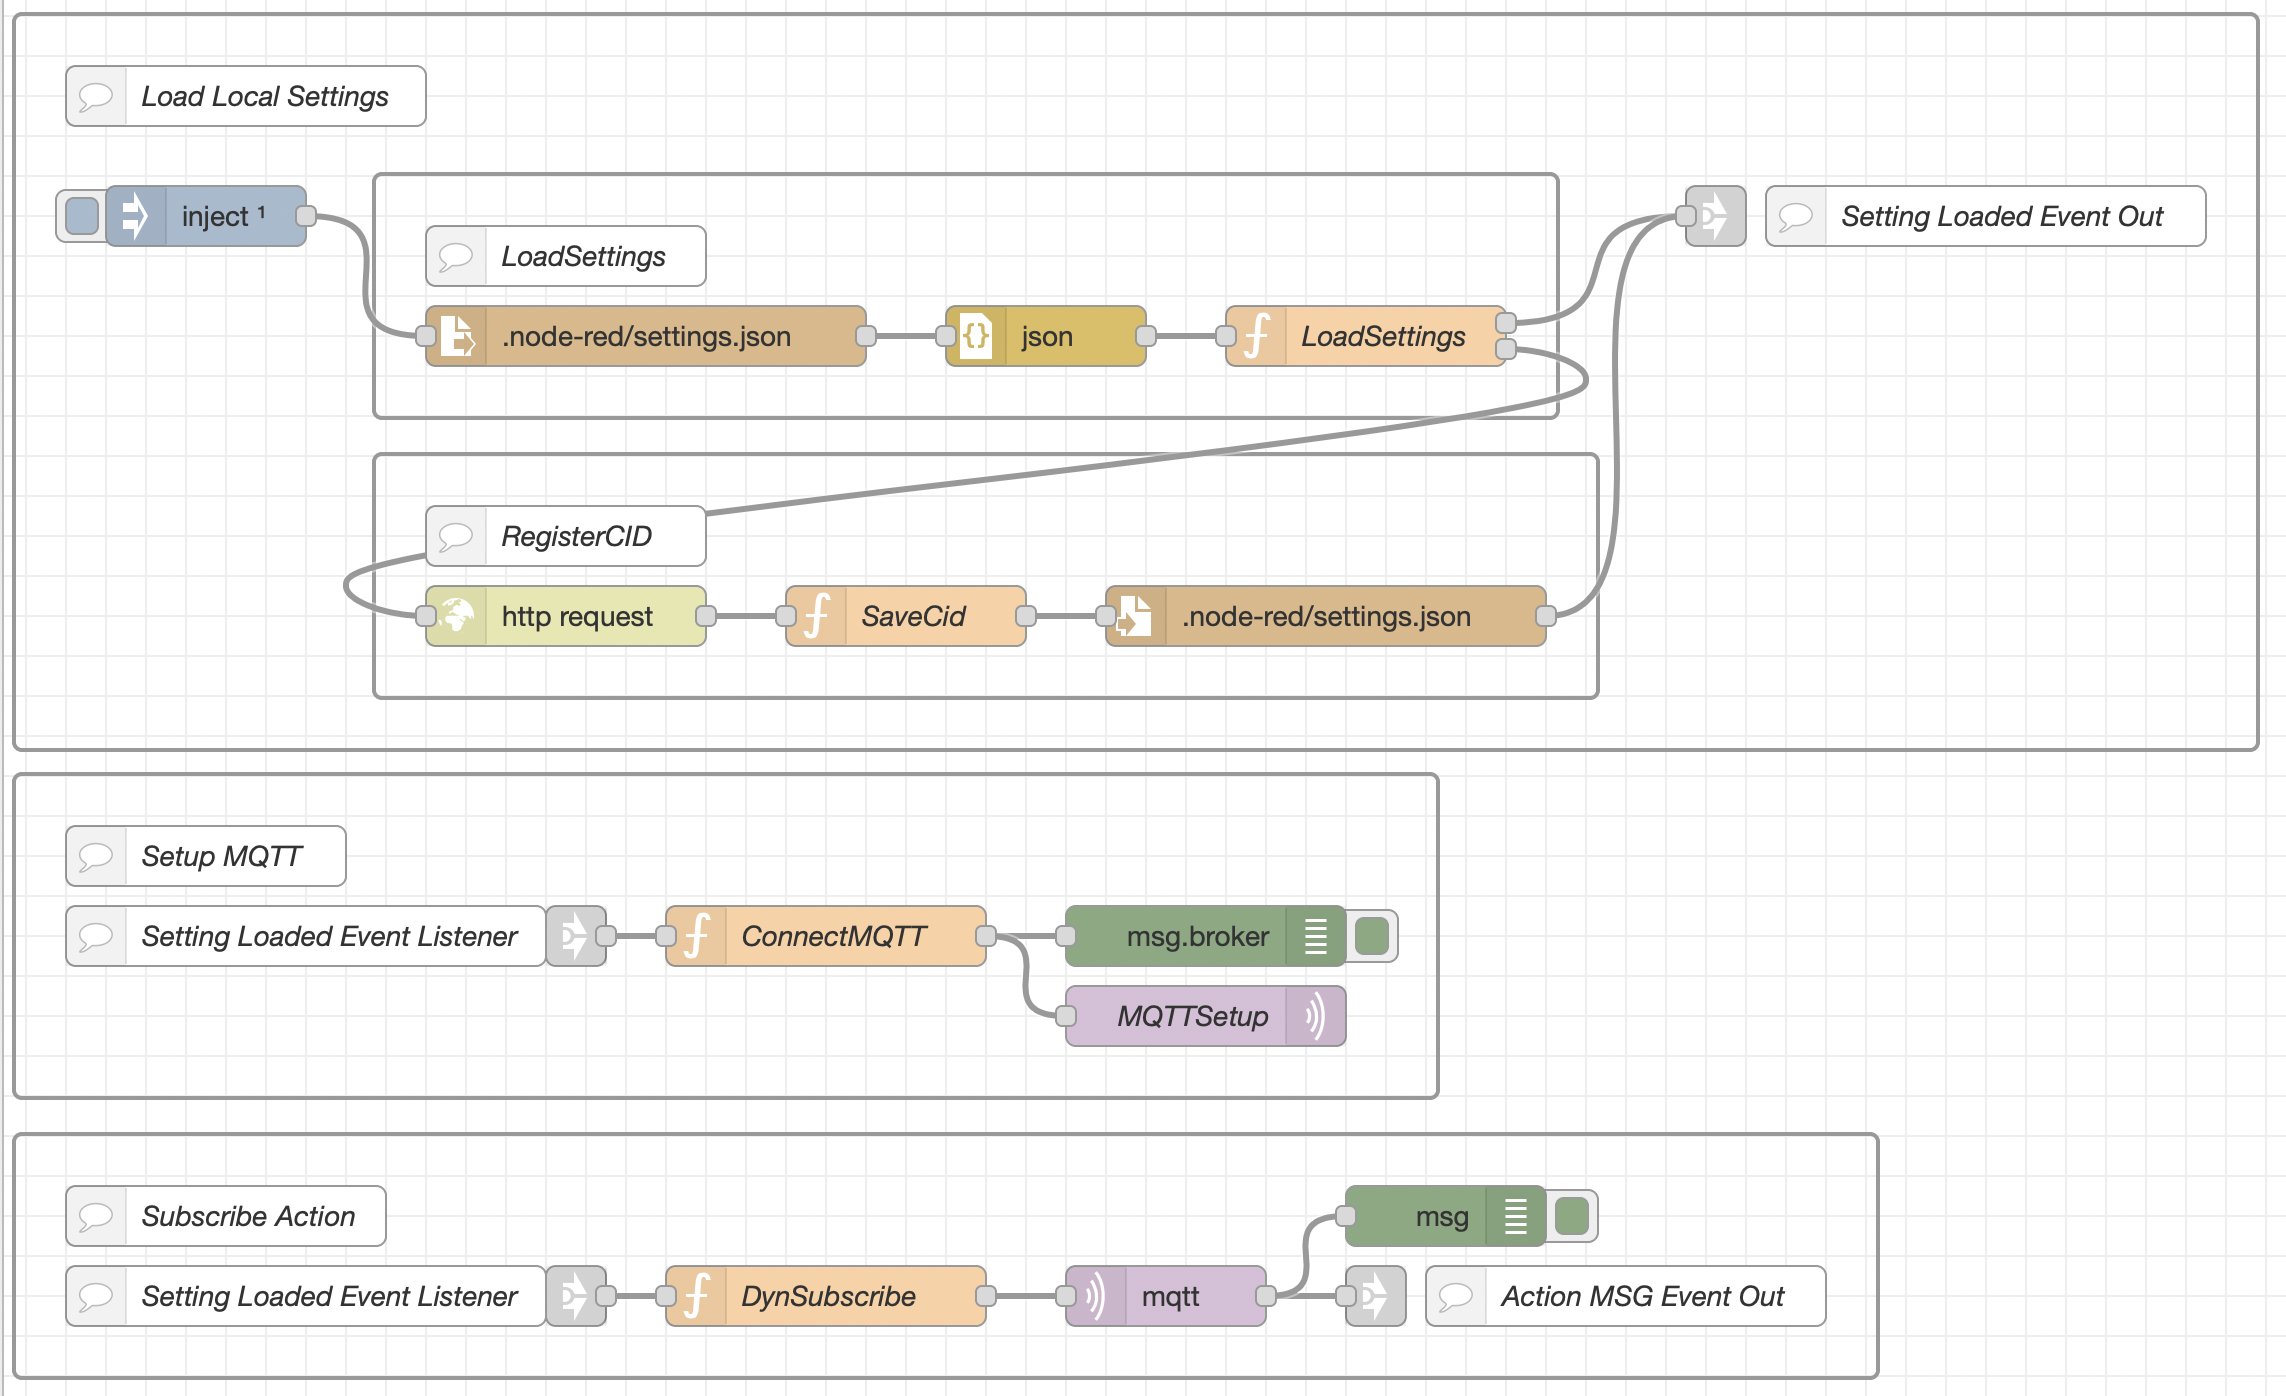 Load Local Settings
inject ¹
Setting Loaded Event Out
LoadSettings
.node-red/settings.json
{}
json
LoadSettings
RegisterCID
http request
SaveCid
.node-red/settings.json
Setup MQTT
Setting Loaded Event Listener
ConnectMQTT
msg.broker
MQTTSetup
Subscribe Action
msg
Setting Loaded Event Listener
DynSubscribe
mqtt
Action MSG Event Out